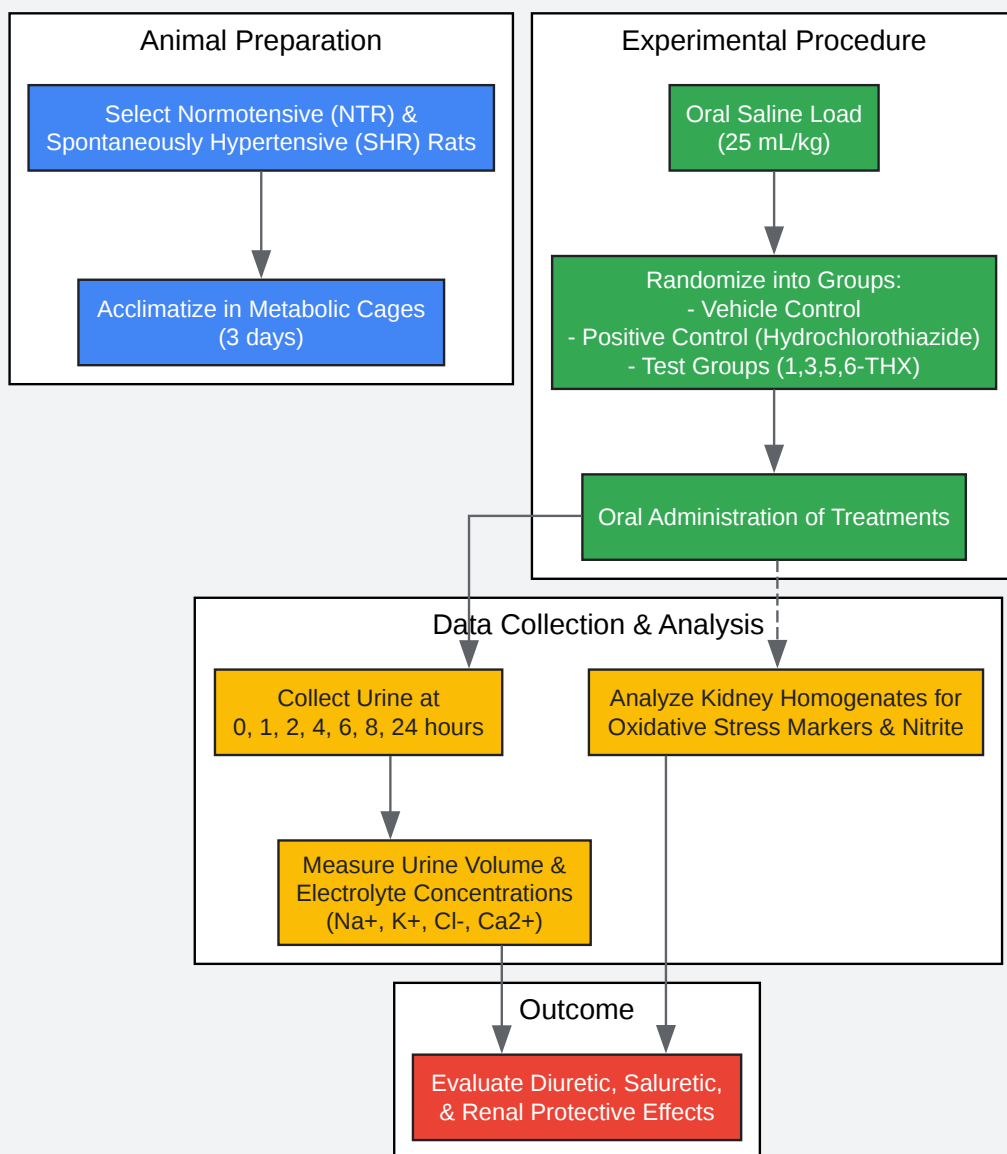 Animal Preparation
Select Normotensive (NTR) &
Spontaneously Hypertensive (SHR) Rats
Acclimatize in Metabolic Cages
(3 days)
Experimental Procedure
Oral Saline Load
(25 mL/kg)
Randomize into Groups:
- Vehicle Control
- Positive Control (Hydrochlorothiazide)
- Test Groups (1,3,5,6-THX)
Oral Administration of Treatments
Data Collection & Analysis
Collect Urine at
0, 1, 2, 4, 6, 8, 24 hours
Analyze Kidney Homogenates for
Oxidative Stress Markers & Nitrite
Measure Urine Volume &
Electrolyte Concentrations
(Na+, K+, Cl-, Ca2+)
Outcome
Evaluate Diuretic, Saluretic,
& Renal Protective Effects